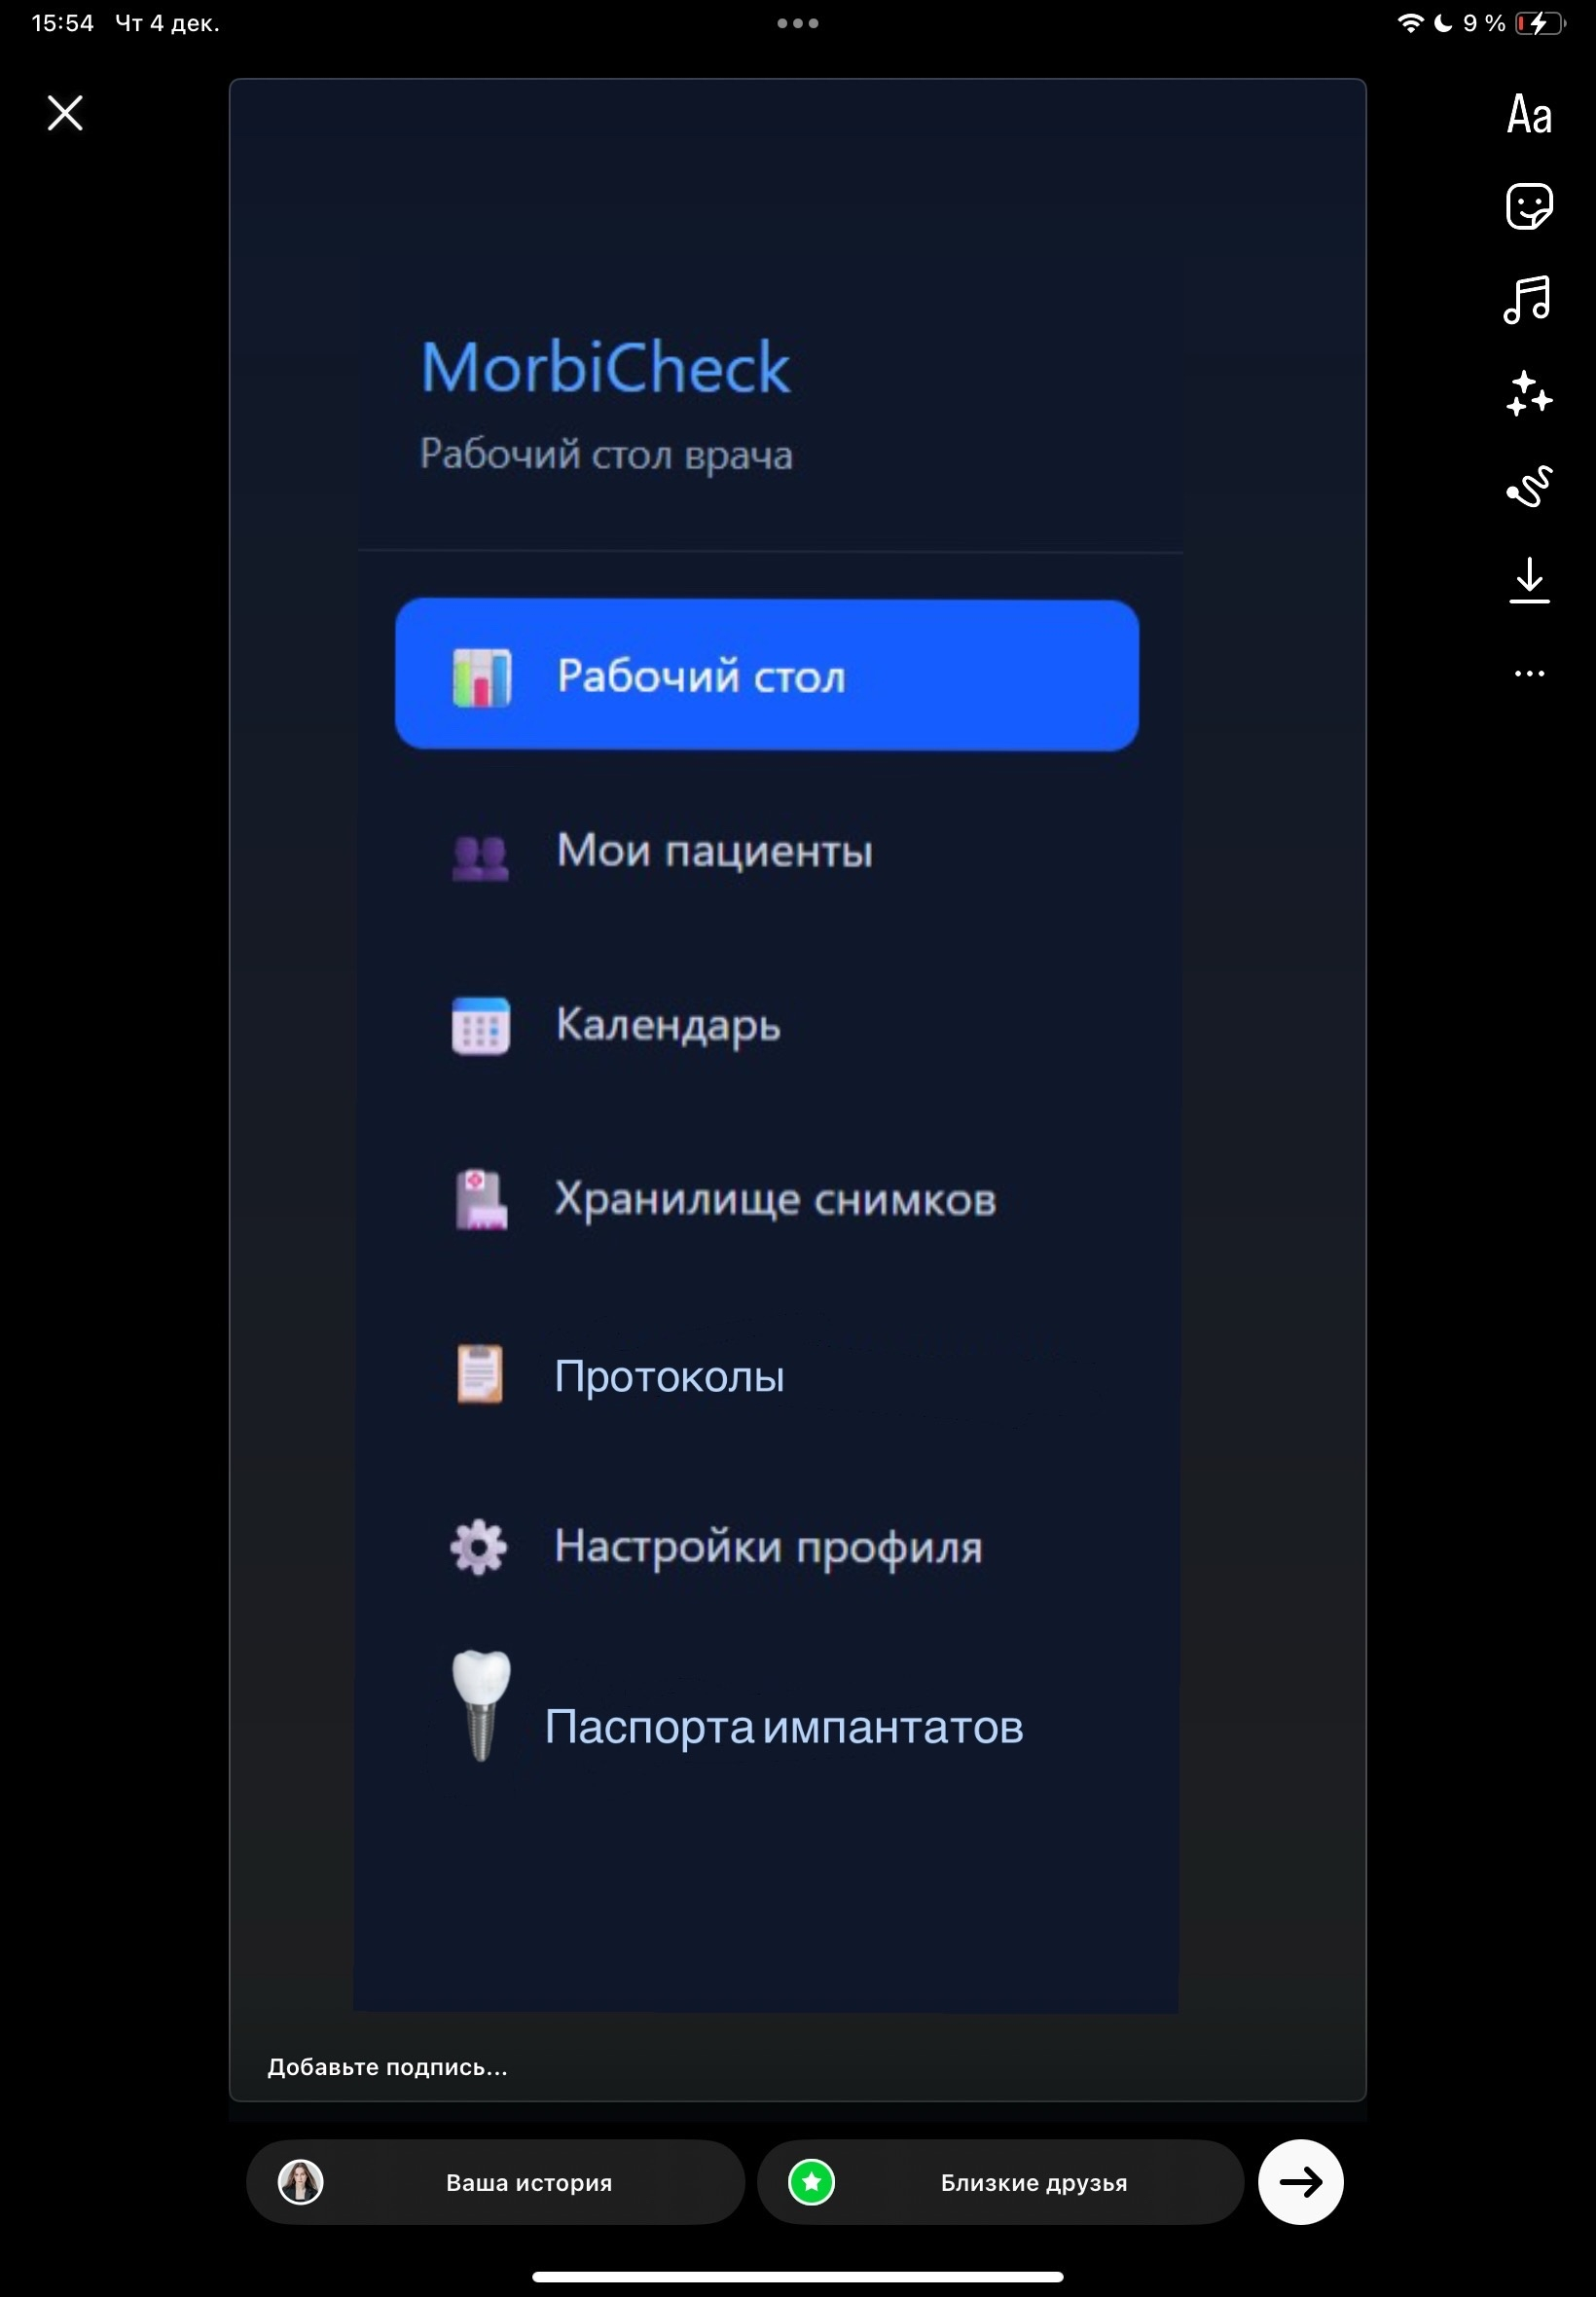 15:54 Чт 4 дек.
9 %
Aa
MorbiCheck
Рабочий стол врача
Рабочий стол
Мои пациенты
Календарь
Хранилище снимков
Протоколы
Настройки профиля
Паспорта импантатов
Добавьте подпись...
Ваша история
Близкие друзья